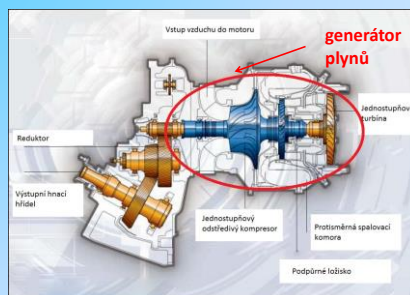 Vstup vzduchu do motoru
generátor
plynů
Jednostupňová
turbína
Reduktor
Výstupní hnací
hřídel
Jednostupňový
odstředivý kompresor
Protisměrná spalovací
komora
Podpůrné ložisko